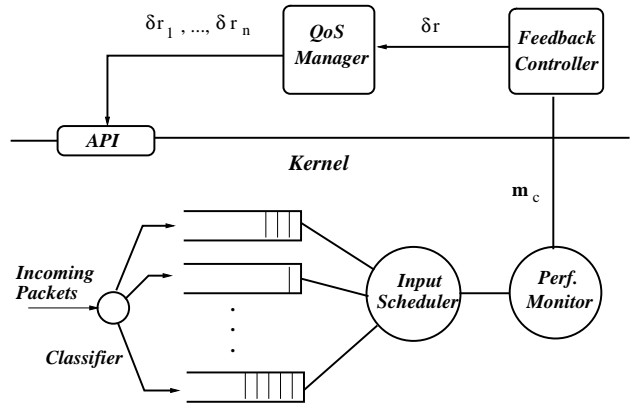 δr₁ , ..., δr ₙ
QoS
Manager
δr
Feedback
Controller
API
Kernel
m c
Incoming
Packets
Classifier
Input
Scheduler
Perf.
Monitor